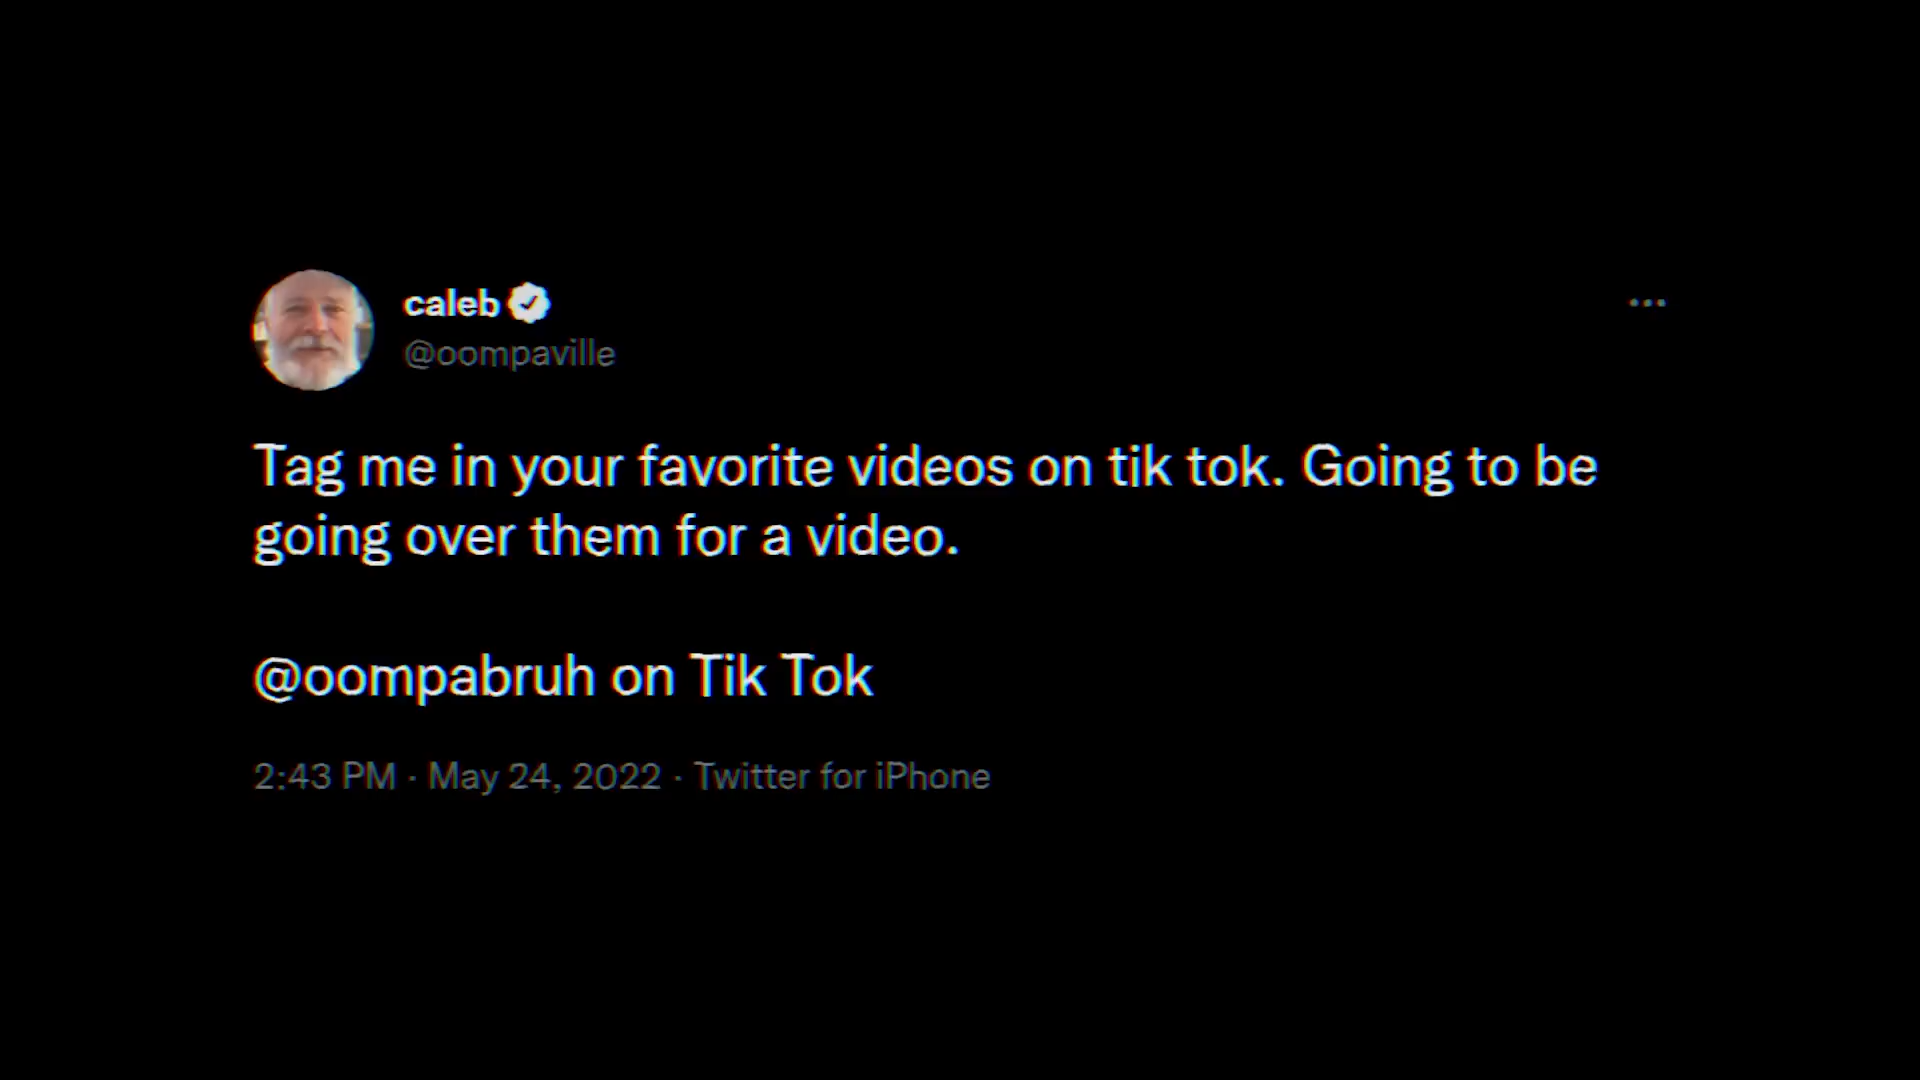 caleb
@oompaville
Tag me in your favorite videos on tik tok. Going to be
going over them for a video.
@oompabruh on Tik Tok
2:43 PM · May 24, 2022 · Twitter for iPhone